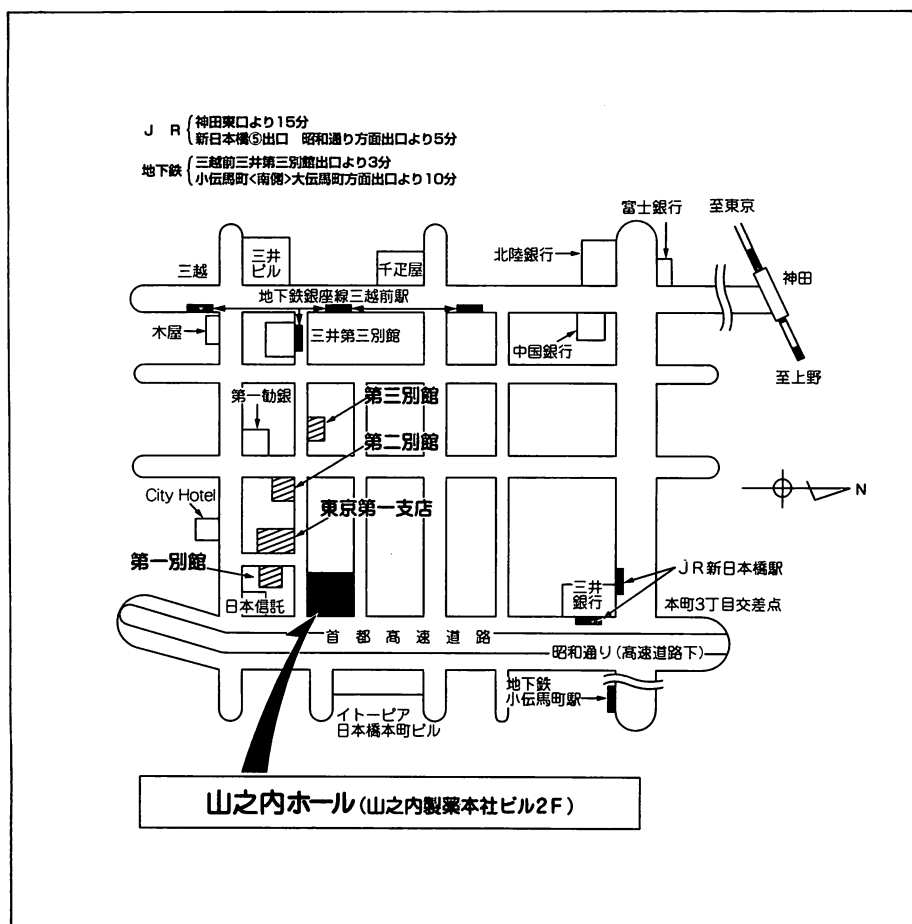 JR 神田東口より15分
新日本橋⑤出口 昭和通り方面出口より5分
地下鉄 三越前三井第三別館出口より3分
小伝馬町<南側>大伝馬町方面出口より10分
富士銀行
至東京
三越
三井
ビル
千疋屋
北陸銀行
神田
地下鉄銀座線三越前駅
木屋
三井第三別館
中国銀行
至上野
第一勧銀
第三別館
第二別館
City Hotel
東京第一支店
N
第一別館
JR新日本橋駅
三井
銀行
日本信託
本町3丁目交差点
首都高速道路
昭和通り(高速道路下)
地下鉄
小伝馬町駅
イトーピア
日本橋本町ビル
山之内ホール(山之内製薬本社ビル2F)